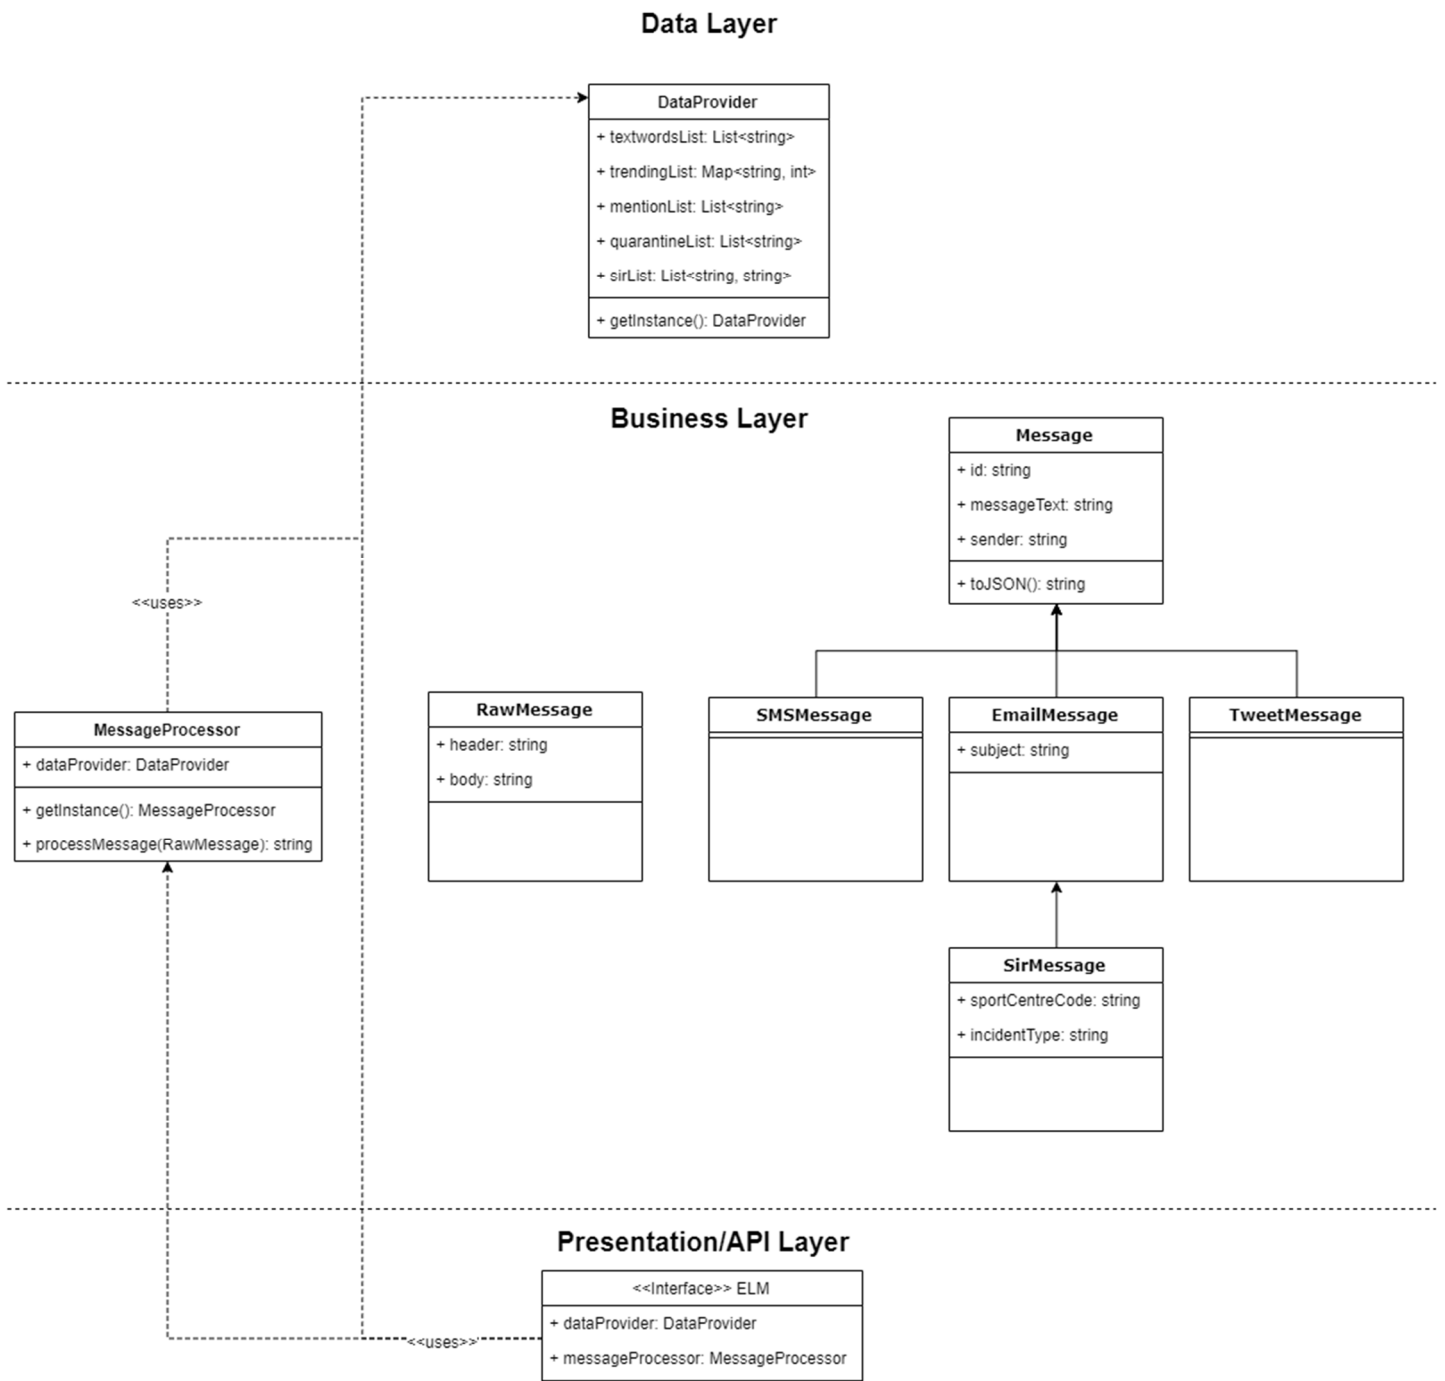 Data Layer
DataProvider
+ textwordsList: List<string>
+ trendingList: Map<string, int>
+ mentionList: List<string>
+ quarantineList: List<string>
+ sirList: List<string, string>
+ getInstance(): DataProvider
Business Layer
Message
+ id: string
+ messageText: string
+ sender: string
+ toJSON(): string
<<uses>>
MessageProcessor
+ dataProvider: DataProvider
+ getInstance(): MessageProcessor
+ processMessage(RawMessage): string
RawMessage
+ header: string
+ body: string
SMSMessage
EmailMessage
+ subject: string
TweetMessage
SirMessage
+ sportCentreCode: string
+ incidentType: string
Presentation/API Layer
<<Interface>> ELM
+ dataProvider: DataProvider
+ messageProcessor: MessageProcessor
<<uses>>